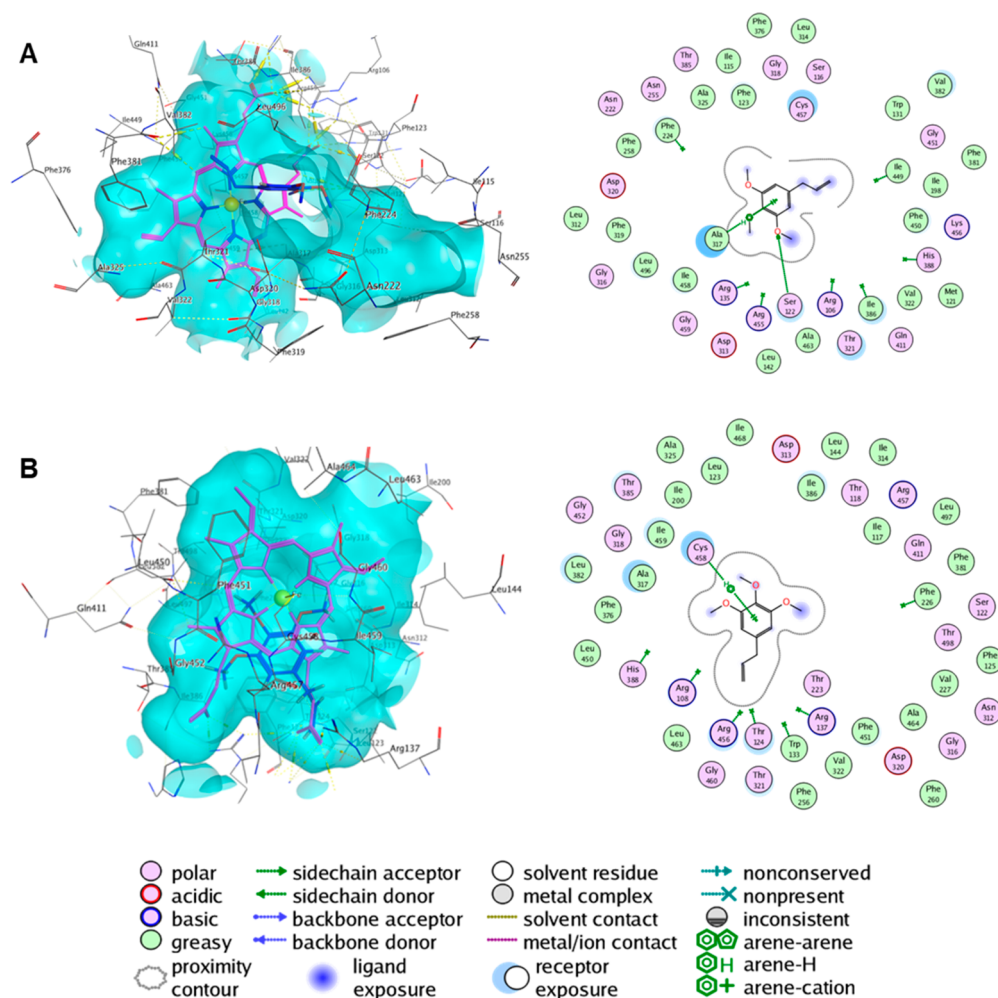 A
Gln411
Ile386
Arg106
Leu496
Val382
Ile449
Phe123
Phe381
Phe376
Ile115
Phe224
Ser116
Asn255
Thr321
Asp320
Asn222
Ala325
Ala463
Gly318
Gly316
Val322
Phe258
Phe319
Phe 376
Leu 314
Thr 385
Ile 115
Gly 318
Ser 116
Asn 255
Ala 325
Phe 123
Cys 457
Val 382
Asn 222
Trp 131
Phe 224
Gly 451
Phe 258
Phe 381
Asp 320
Ile 449
Ile 198
Leu 312
Phe 319
Ala 317
H
Phe 450
Lys 456
Leu 496
His 388
Gly 316
Ile 458
Arg 135
Arg 455
Ser 122
Arg 106
Ile 386
Val 322
Met 121
Gly 459
Asp 313
Leu 142
Ala 463
Thr 321
Gln 411
B
Val322
Ala464
Leu463
Ile200
Phe381
Gly318
Leu450
Phe451
Gly460
Leu144
Gln411
Cys458
Ile459
Asn312
Gly452
Arg457
Ile386
Arg137
Ile 468
Ala 325
Asp 313
Leu 144
Ile 314
Leu 123
Thr 385
Ile 200
Ile 386
Thr 118
Arg 457
Gly 452
Leu 497
Gly 318
Ile 459
Cys 458
Ile 117
Gln 411
Leu 382
Ala 317
H
Phe 381
Phe 376
Phe 226
Ser 122
Leu 450
Thr 498
His 388
Phe 125
Arg 108
Thr 223
Val 227
Leu 463
Arg 456
Thr 124
Trp 133
Arg 137
Phe 451
Ala 464
Asn 312
Gly 460
Thr 321
Val 322
Asp 320
Gly 316
Phe 256
Phe 260
polar
sidechain acceptor
solvent residue
nonconserved
acidic
sidechain donor
metal complex
nonpresent
basic
backbone acceptor
solvent contact
inconsistent
greasy
backbone donor
metal/ion contact
arene-arene
proximity contour
ligand exposure
receptor exposure
H arene-H
arene-cation